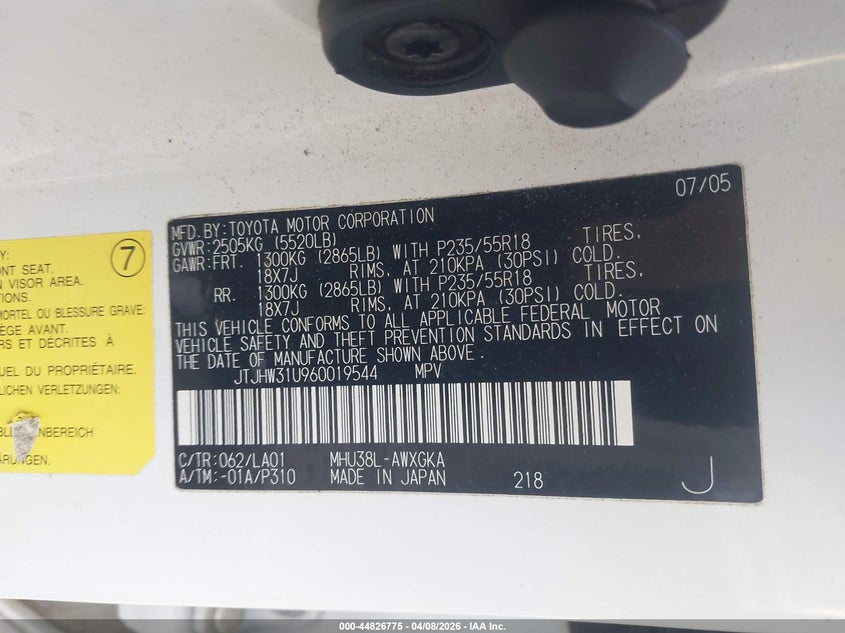 07/05
MFD.BY:TOYOTA MOTOR CORPORATION
GVWR:2505KG (5520LB)
GAWR:FRT. 1300KG (2865LB) WITH P235/55R18 TIRES,
18X7J RIMS, AT 210KPA (30PSI) COLD.
RR. 1300KG (2865LB) WITH P235/55R18 TIRES,
18X7J RIMS, AT 210KPA (30PSI) COLD.
THIS VEHICLE CONFORMS TO ALL APPLICABLE FEDERAL MOTOR
VEHICLE SAFETY AND THEFT PREVENTION STANDARDS IN EFFECT ON
THE DATE OF MANUFACTURE SHOWN ABOVE.
JTJHW31U960019544 MPV
C/TR:062/LA01 MHU38L-AWXGKA
A/TM:-01A/P310 MADE IN JAPAN 218 J
7
Y:
NT SEAT.
N VISOR AREA.
TIONS.
MORTEL OU BLESSURE GRAVE:
ÈGE AVANT.
RS ET DÉCRITES À
UEL DU PROPRIÉTAIRE.
LICHEN VERLETZUNGEN.
000-44826775 - 04/08/2026 - IAA Inc.